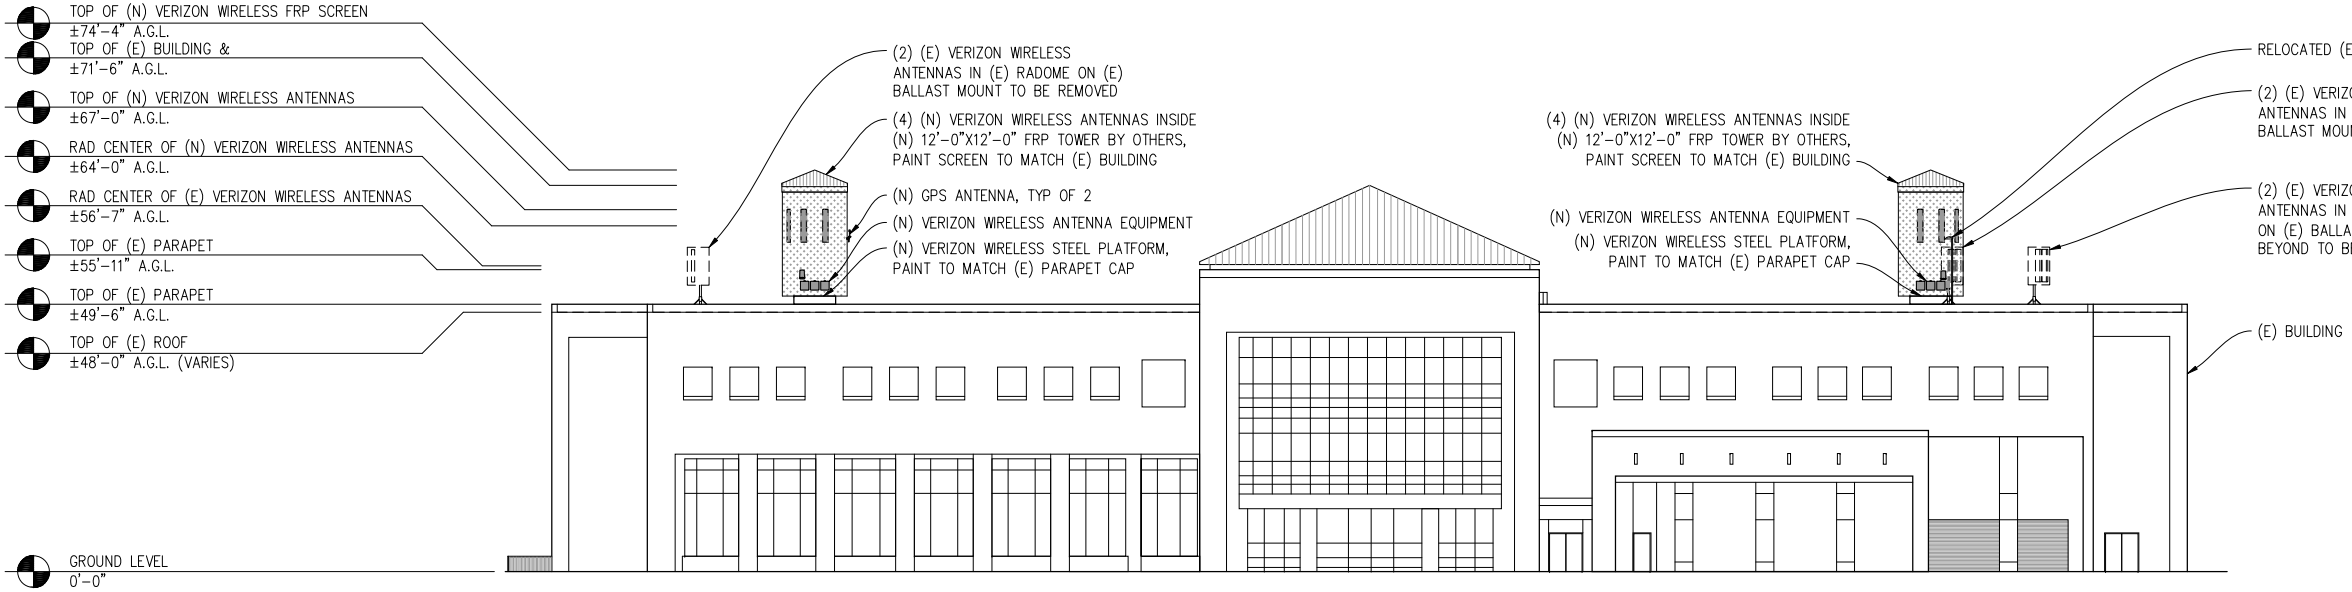 TOP OF (N) VERIZON WIRELESS FRP SCREEN
±74'-4" A.G.L.
TOP OF (E) BUILDING &
±71'-6" A.G.L.
TOP OF (N) VERIZON WIRELESS ANTENNAS
±67'-0" A.G.L.
RAD CENTER OF (N) VERIZON WIRELESS ANTENNAS
±64'-0" A.G.L.
RAD CENTER OF (E) VERIZON WIRELESS ANTENNAS
±56'-7" A.G.L.
TOP OF (E) PARAPET
±55'-11" A.G.L.
TOP OF (E) PARAPET
±49'-6" A.G.L.
TOP OF (E) ROOF
±48'-0" A.G.L. (VARIES)
GROUND LEVEL
0'-0"
(2) (E) VERIZON WIRELESS
ANTENNAS IN (E) RADOME ON (E)
BALLAST MOUNT TO BE REMOVED
(4) (N) VERIZON WIRELESS ANTENNAS INSIDE
(N) 12'-0"X12'-0" FRP TOWER BY OTHERS,
PAINT SCREEN TO MATCH (E) BUILDING
(N) GPS ANTENNA, TYP OF 2
(N) VERIZON WIRELESS ANTENNA EQUIPMENT
(N) VERIZON WIRELESS STEEL PLATFORM,
PAINT TO MATCH (E) PARAPET CAP
(4) (N) VERIZON WIRELESS ANTENNAS INSIDE
(N) 12'-0"X12'-0" FRP TOWER BY OTHERS,
PAINT SCREEN TO MATCH (E) BUILDING
(N) VERIZON WIRELESS ANTENNA EQUIPMENT
(N) VERIZON WIRELESS STEEL PLATFORM,
PAINT TO MATCH (E) PARAPET CAP
RELOCATED (E
(2) (E) VERIZO
ANTENNAS IN
BALLAST MOU
(2) (E) VERIZO
ANTENNAS IN
ON (E) BALLA
BEYOND TO BE
(E) BUILDING